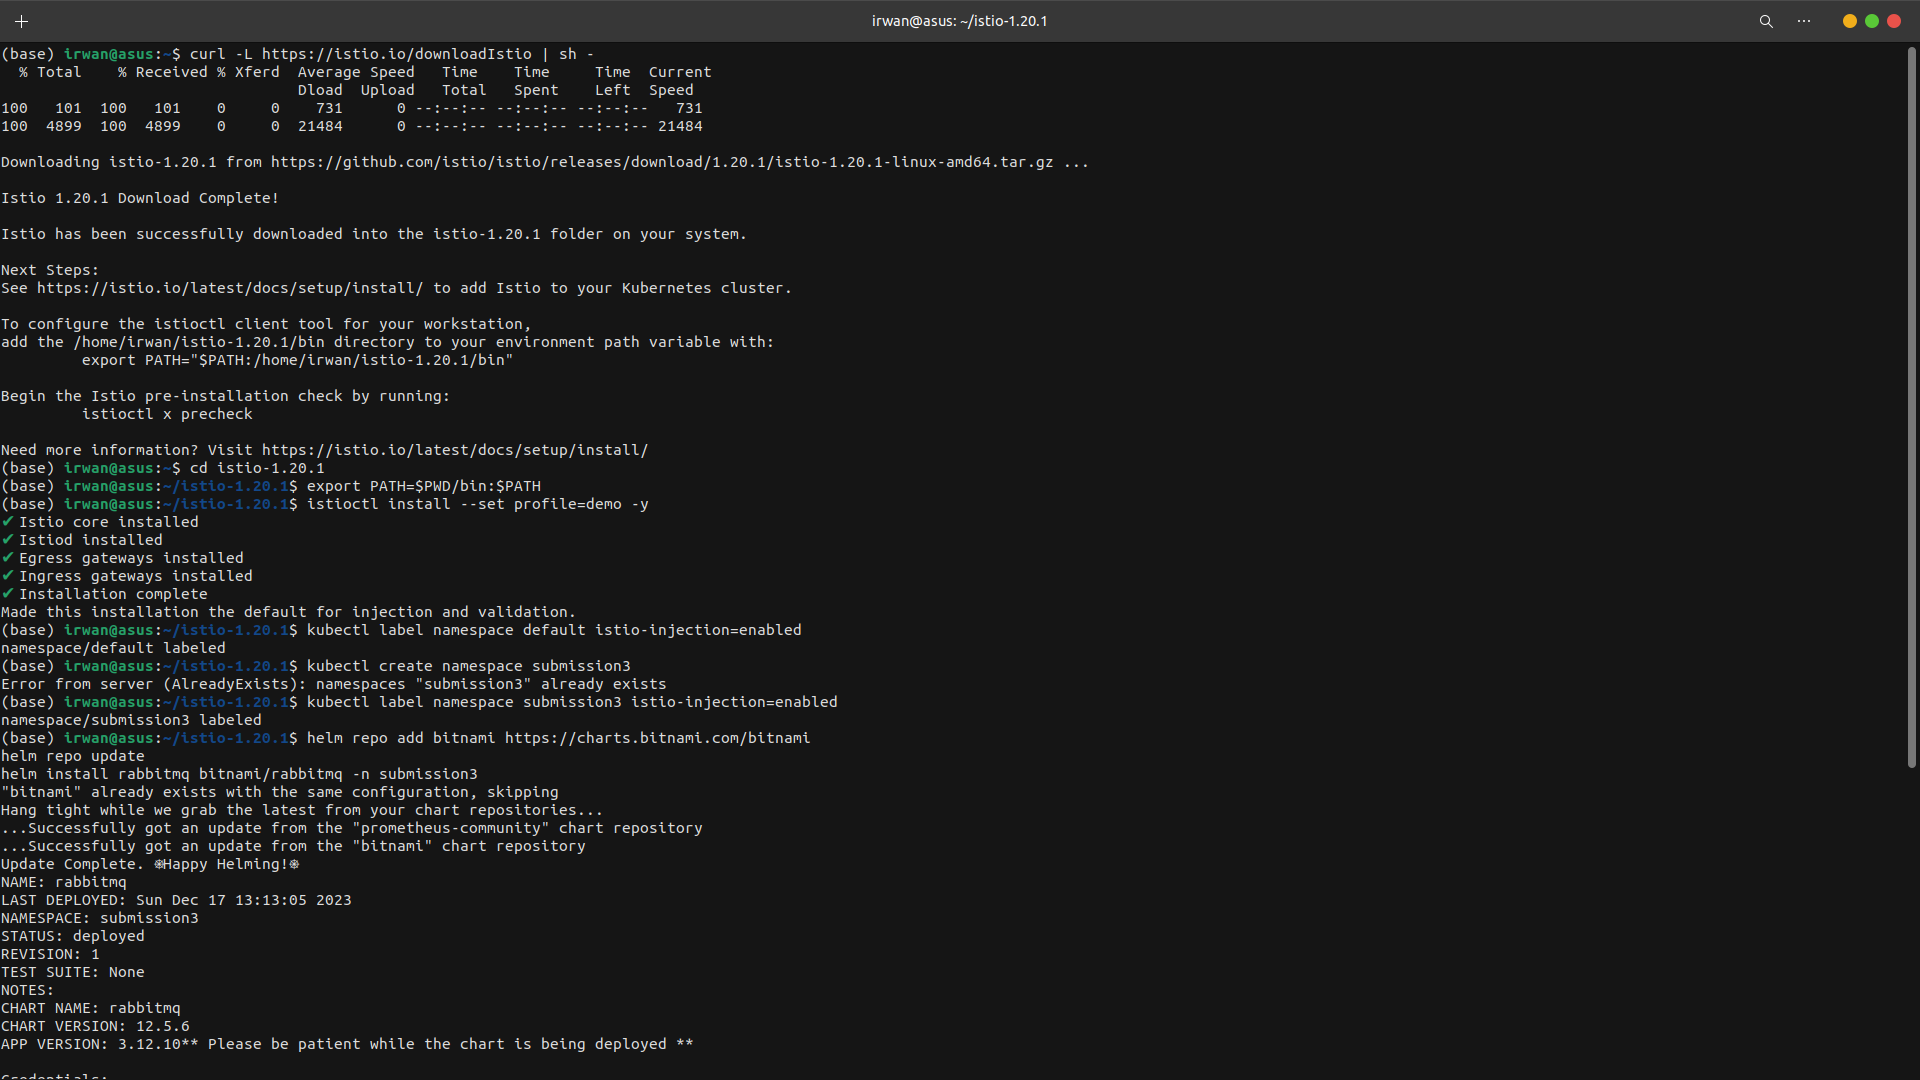 irwan@asus: ~/istio-1.20.1
(base) irwan@asus:~$ curl -L https://istio.io/downloadIstio | sh -
  % Total    % Received % Xferd  Average Speed   Time    Time     Time  Current
                                 Dload  Upload   Total   Spent    Left  Speed
100   101  100   101    0     0    731      0 --:--:-- --:--:-- --:--:--   731
100  4899  100  4899    0     0  21484      0 --:--:-- --:--:-- --:--:-- 21484
Downloading istio-1.20.1 from https://github.com/istio/istio/releases/download/1.20.1/istio-1.20.1-linux-amd64.tar.gz ...
Istio 1.20.1 Download Complete!
Istio has been successfully downloaded into the istio-1.20.1 folder on your system.
Next Steps:
See https://istio.io/latest/docs/setup/install/ to add Istio to your Kubernetes cluster.
To configure the istioctl client tool for your workstation,
add the /home/irwan/istio-1.20.1/bin directory to your environment path variable with:
         export PATH="$PATH:/home/irwan/istio-1.20.1/bin"
Begin the Istio pre-installation check by running:
         istioctl x precheck
Need more information? Visit https://istio.io/latest/docs/setup/install/
(base) irwan@asus:~$ cd istio-1.20.1
(base) irwan@asus:~/istio-1.20.1$ export PATH=$PWD/bin:$PATH
(base) irwan@asus:~/istio-1.20.1$ istioctl install --set profile=demo -y
✔ Istio core installed
✔ Istiod installed
✔ Egress gateways installed
✔ Ingress gateways installed
✔ Installation complete
Made this installation the default for injection and validation.
(base) irwan@asus:~/istio-1.20.1$ kubectl label namespace default istio-injection=enabled
namespace/default labeled
(base) irwan@asus:~/istio-1.20.1$ kubectl create namespace submission3
Error from server (AlreadyExists): namespaces "submission3" already exists
(base) irwan@asus:~/istio-1.20.1$ kubectl label namespace submission3 istio-injection=enabled
namespace/submission3 labeled
(base) irwan@asus:~/istio-1.20.1$ helm repo add bitnami https://charts.bitnami.com/bitnami
helm repo update
helm install rabbitmq bitnami/rabbitmq -n submission3
"bitnami" already exists with the same configuration, skipping
Hang tight while we grab the latest from your chart repositories...
...Successfully got an update from the "prometheus-community" chart repository
...Successfully got an update from the "bitnami" chart repository
Update Complete. ⎈Happy Helming!⎈
NAME: rabbitmq
LAST DEPLOYED: Sun Dec 17 13:13:05 2023
NAMESPACE: submission3
STATUS: deployed
REVISION: 1
TEST SUITE: None
NOTES:
CHART NAME: rabbitmq
CHART VERSION: 12.5.6
APP VERSION: 3.12.10** Please be patient while the chart is being deployed **
Credentials: